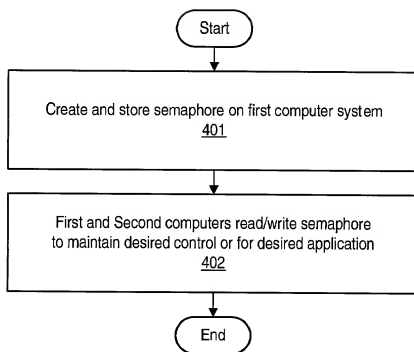 Start
Create and store semaphore on first computer system
401
First and Second computers read/write semaphore
to maintain desired control or for desired application
402
End